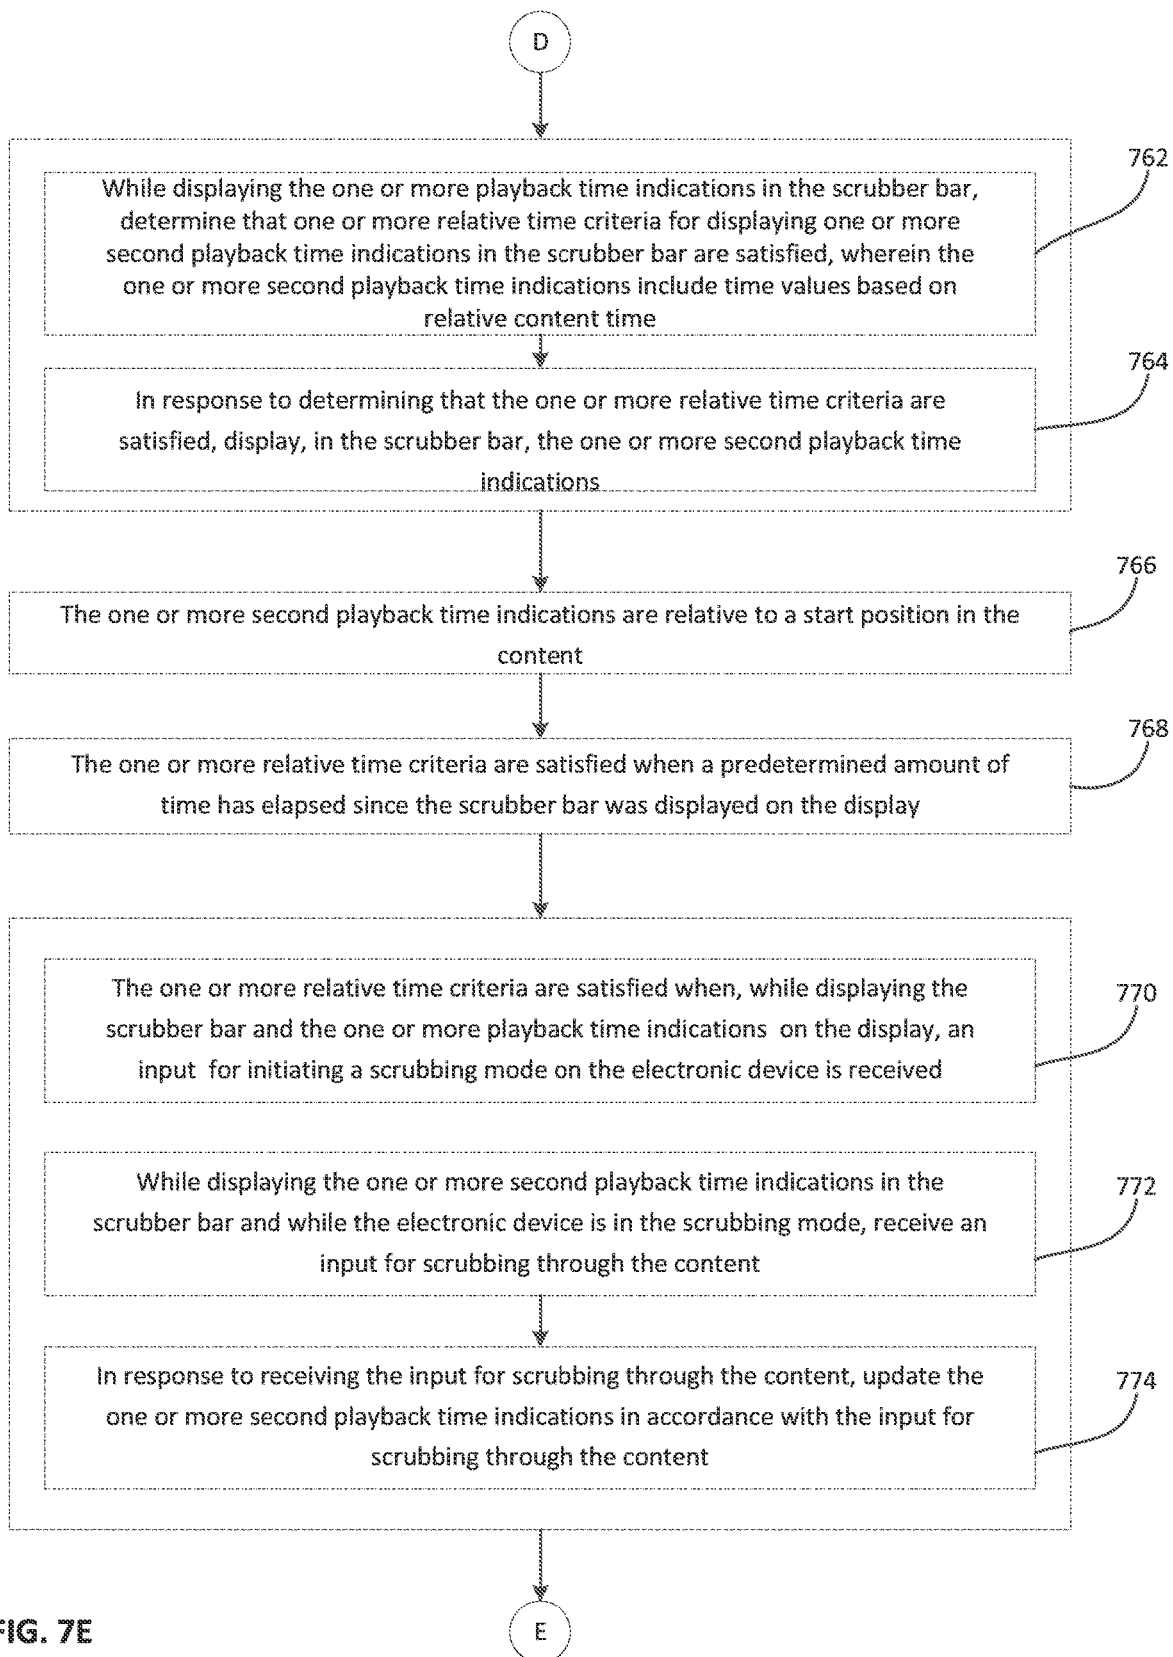 D
762
While displaying the one or more playback time indications in the scrubber bar,
determine that one or more relative time criteria for displaying one or more
second playback time indications in the scrubber bar are satisfied, wherein the
one or more second playback time indications include time values based on
relative content time
764
In response to determining that the one or more relative time criteria are
satisfied, display, in the scrubber bar, the one or more second playback time
indications
766
The one or more second playback time indications are relative to a start position in the
content
768
The one or more relative time criteria are satisfied when a predetermined amount of
time has elapsed since the scrubber bar was displayed on the display
770
The one or more relative time criteria are satisfied when, while displaying the
scrubber bar and the one or more playback time indications on the display, an
input for initiating a scrubbing mode on the electronic device is received
772
While displaying the one or more second playback time indications in the
scrubber bar and while the electronic device is in the scrubbing mode, receive an
input for scrubbing through the content
774
In response to receiving the input for scrubbing through the content, update the
one or more second playback time indications in accordance with the input for
scrubbing through the content
E
FIG. 7E